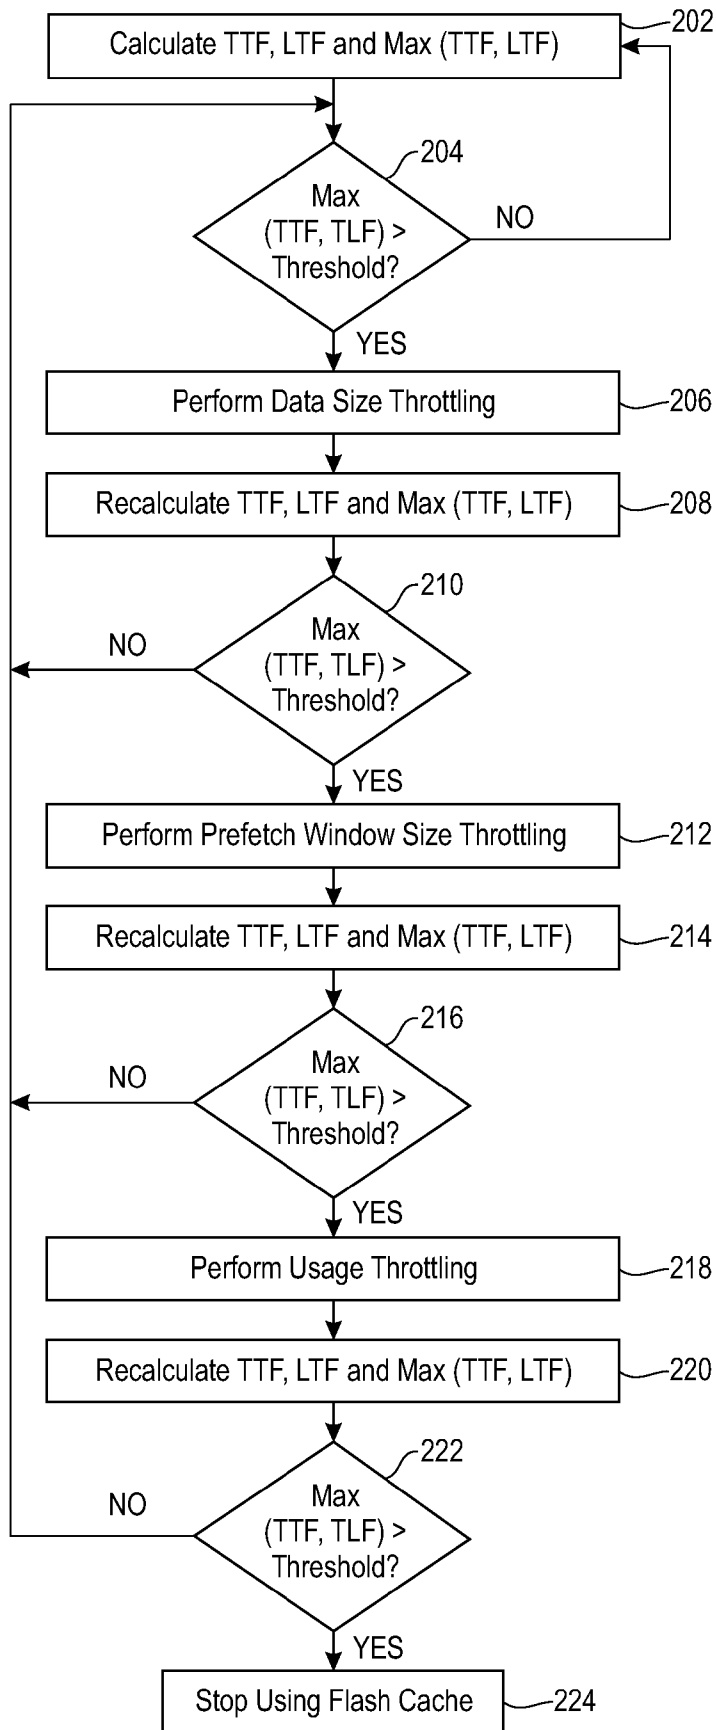 202
Calculate TTF, LTF and Max (TTF, LTF)
204
Max
(TTF, TLF) >
Threshold?
NO
YES
Perform Data Size Throttling
206
Recalculate TTF, LTF and Max (TTF, LTF)
208
210
Max
(TTF, TLF) >
Threshold?
NO
YES
Perform Prefetch Window Size Throttling
212
Recalculate TTF, LTF and Max (TTF, LTF)
214
216
Max
(TTF, TLF) >
Threshold?
NO
YES
Perform Usage Throttling
218
Recalculate TTF, LTF and Max (TTF, LTF)
220
222
Max
(TTF, TLF) >
Threshold?
NO
YES
Stop Using Flash Cache
224